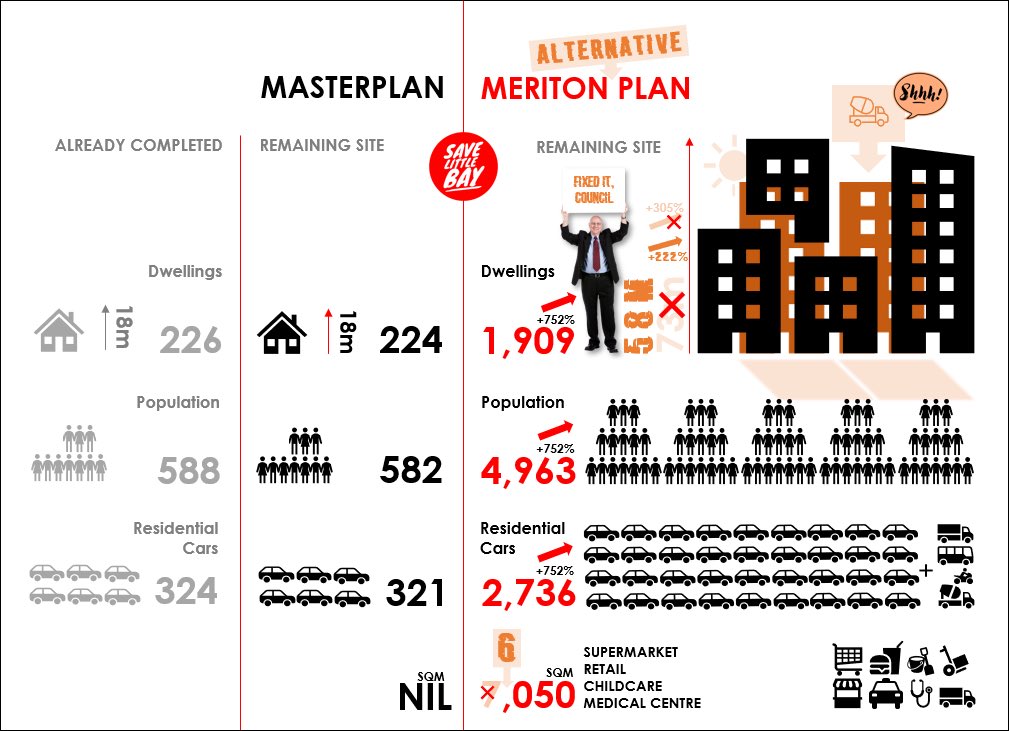 ALTERNATIVE
MASTERPLAN
MERITON PLAN
Shhh!
ALREADY COMPLETED
REMAINING SITE
SAVE
LITTLE
BAY
REMAINING SITE
FIXED IT,
COUNCIL
+305%
+222%
Dwellings
18m
226
18m
224
Dwellings
+752%
1,909
58M
73m
Population
588
582
Population
+752%
4,963
Residential
Cars
324
321
Residential
Cars
+752%
2,736
+
SQM
NIL
6
SQM
7,050
SUPERMARKET
RETAIL
CHILDCARE
MEDICAL CENTRE